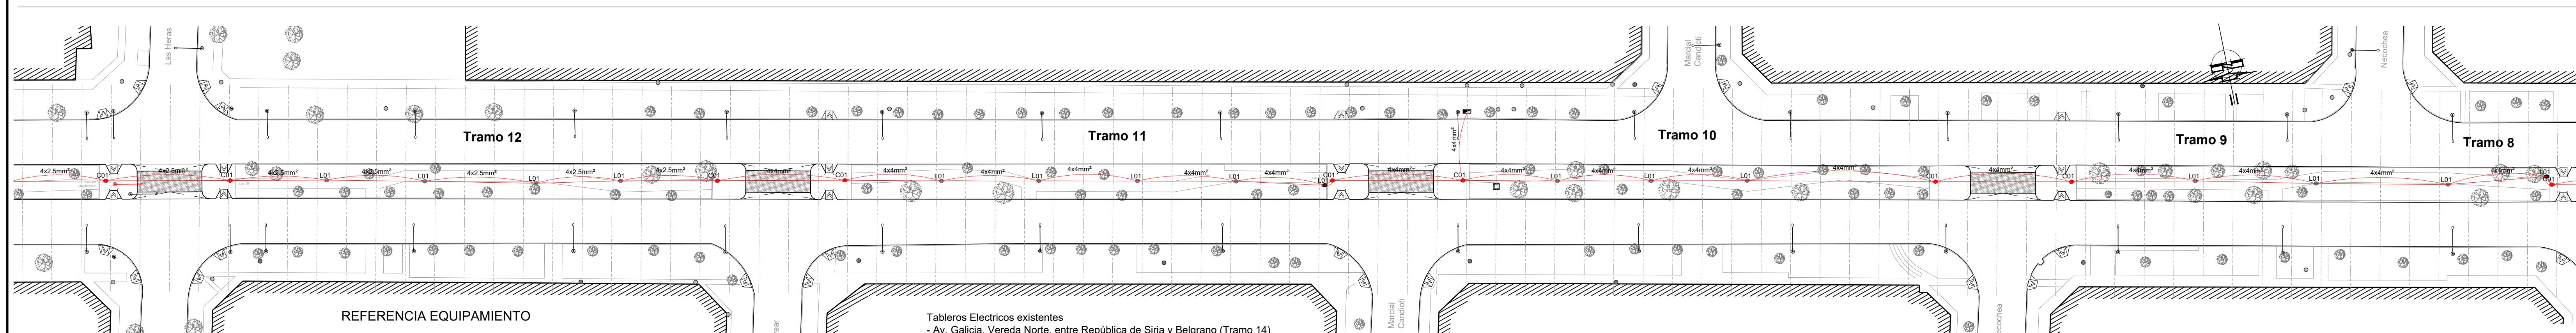 Las Heras
Marcial
Candioti
Necochea
Tramo 12
Tramo 11
Tramo 10
Tramo 9
Tramo 8
4x4mm²
4x2.5mm²
C01
4x2.5mm²
C01
4x2.5mm²
L01
4x2.5mm²
L01
4x2.5mm²
L01
4x2.5mm²
L01
4x2.5mm²
C01
4x4mm²
C01
4x4mm²
L01
4x4mm²
L01
4x4mm²
L01
4x4mm²
L01
4x4mm²
L01
C01
4x4mm²
C01
4x4mm²
L01
4x4mm²
L01
4x4mm²
L01
4x4mm²
C01
4x4mm²
C01
4x4mm²
L01
4x4mm²
L01
4x4mm²
L01
4x4mm²
L01
C01
REFERENCIA EQUIPAMIENTO
Tableros Electricos existentes
- Av. Galicia, Vereda Norte, entre República de Siria y Belgrano (Tramo 14)
Marcial
Candioti